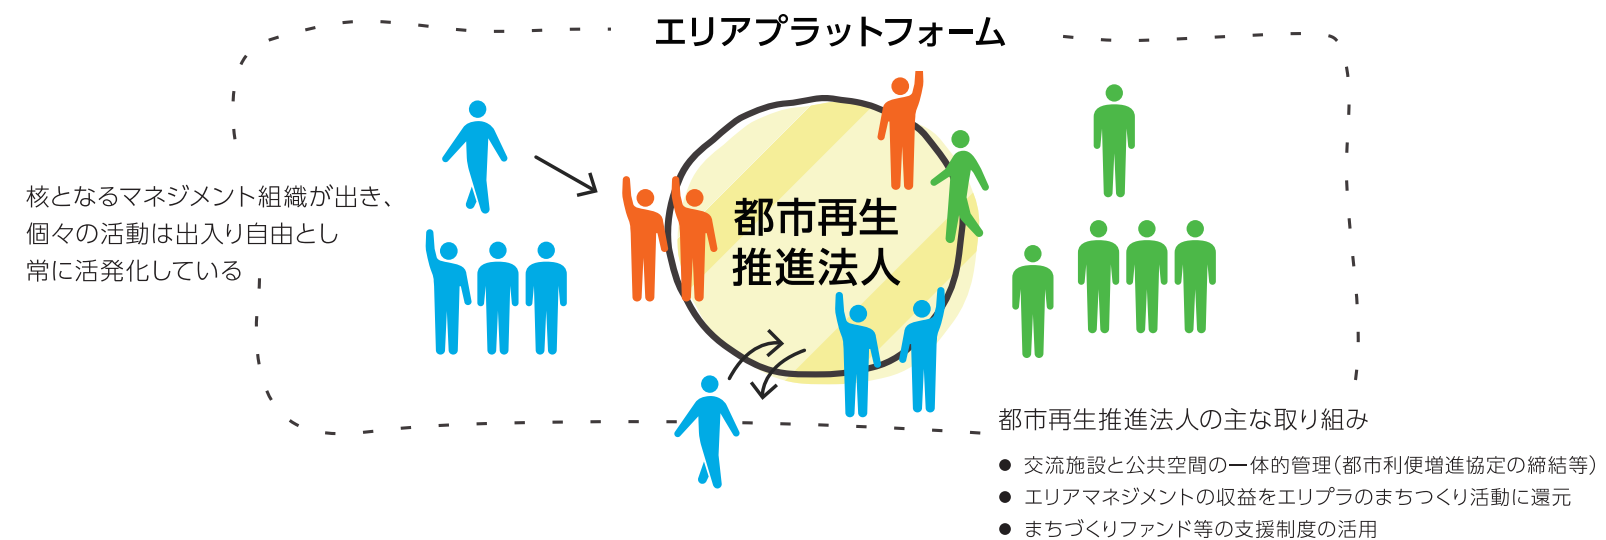 エリアプラットフォーム
核となるマネジメント組織が出き、
個々の活動は出入り自由とし
常に活発化している
都市再生
推進法人
都市再生推進法人の主な取り組み
● 交流施設と公共空間の一体的管理（都市利便増進協定の締結等）
● エリアマネジメントの収益をエリプラのまちつくり活動に還元
● まちづくりファンド等の支援制度の活用